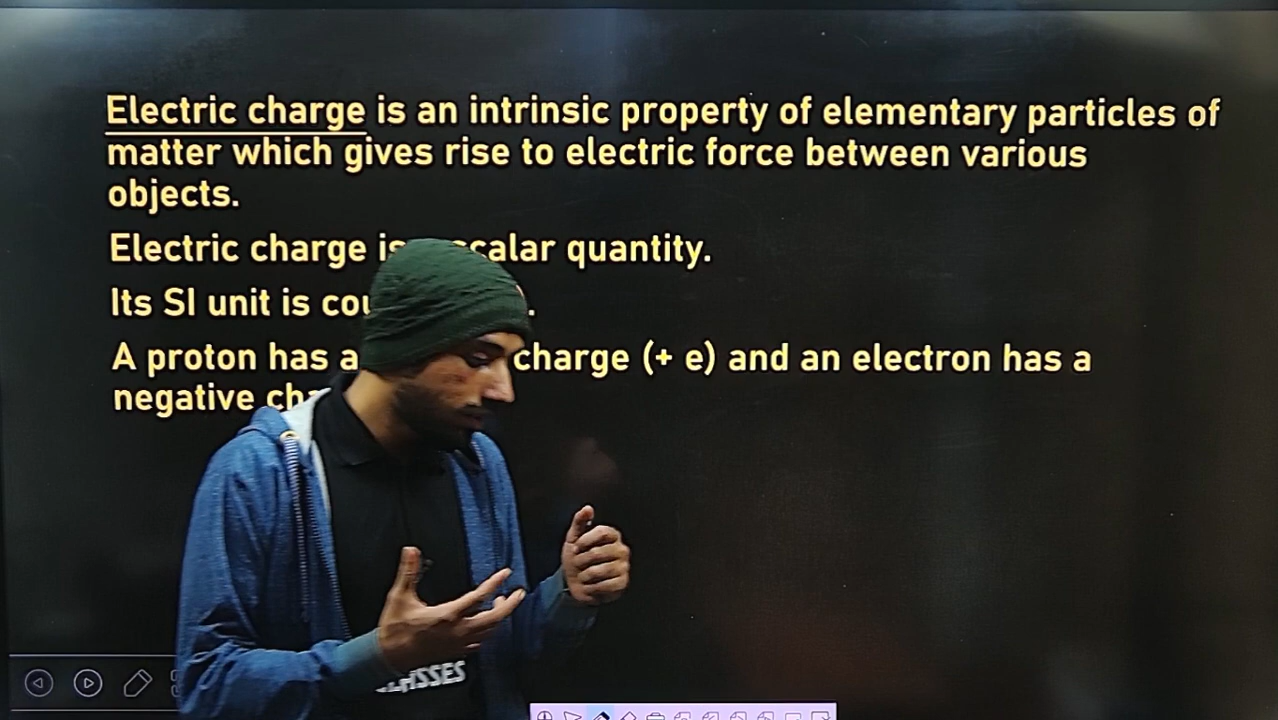 Electric charge is an intrinsic property of elementary particles of
matter which gives rise to electric force between various
objects.
Electric charge is scalar quantity.
Its SI unit is
A proton has a charge (+ e) and an electron has a
negative